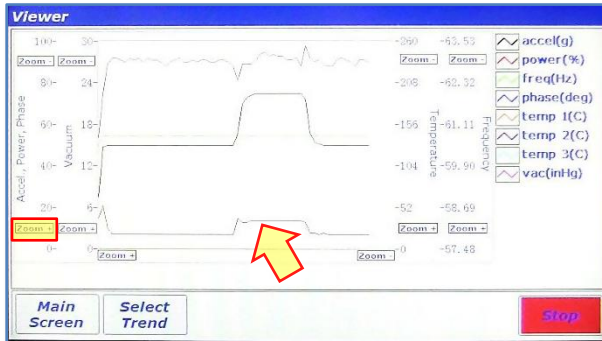 Viewer
100- 30- -260 -63.53
Zoom - Zoom - Zoom - Zoom -
80- 24- -208 -62.32
60- 18- -156 -61.11
40- 12- -104 -59.90
20- 6- -52 -58.69
Zoom + Zoom + Zoom + Zoom +
0- 0- -0 -57.48
Zoom + Zoom -
Accel., Power, Phase
Vacuum
Temperature
Frequency
accel(g)
power(%)
freq(Hz)
phase(deg)
temp 1(C)
temp 2(C)
temp 3(C)
vac(inHg)
Main
Screen
Select
Trend
Stop